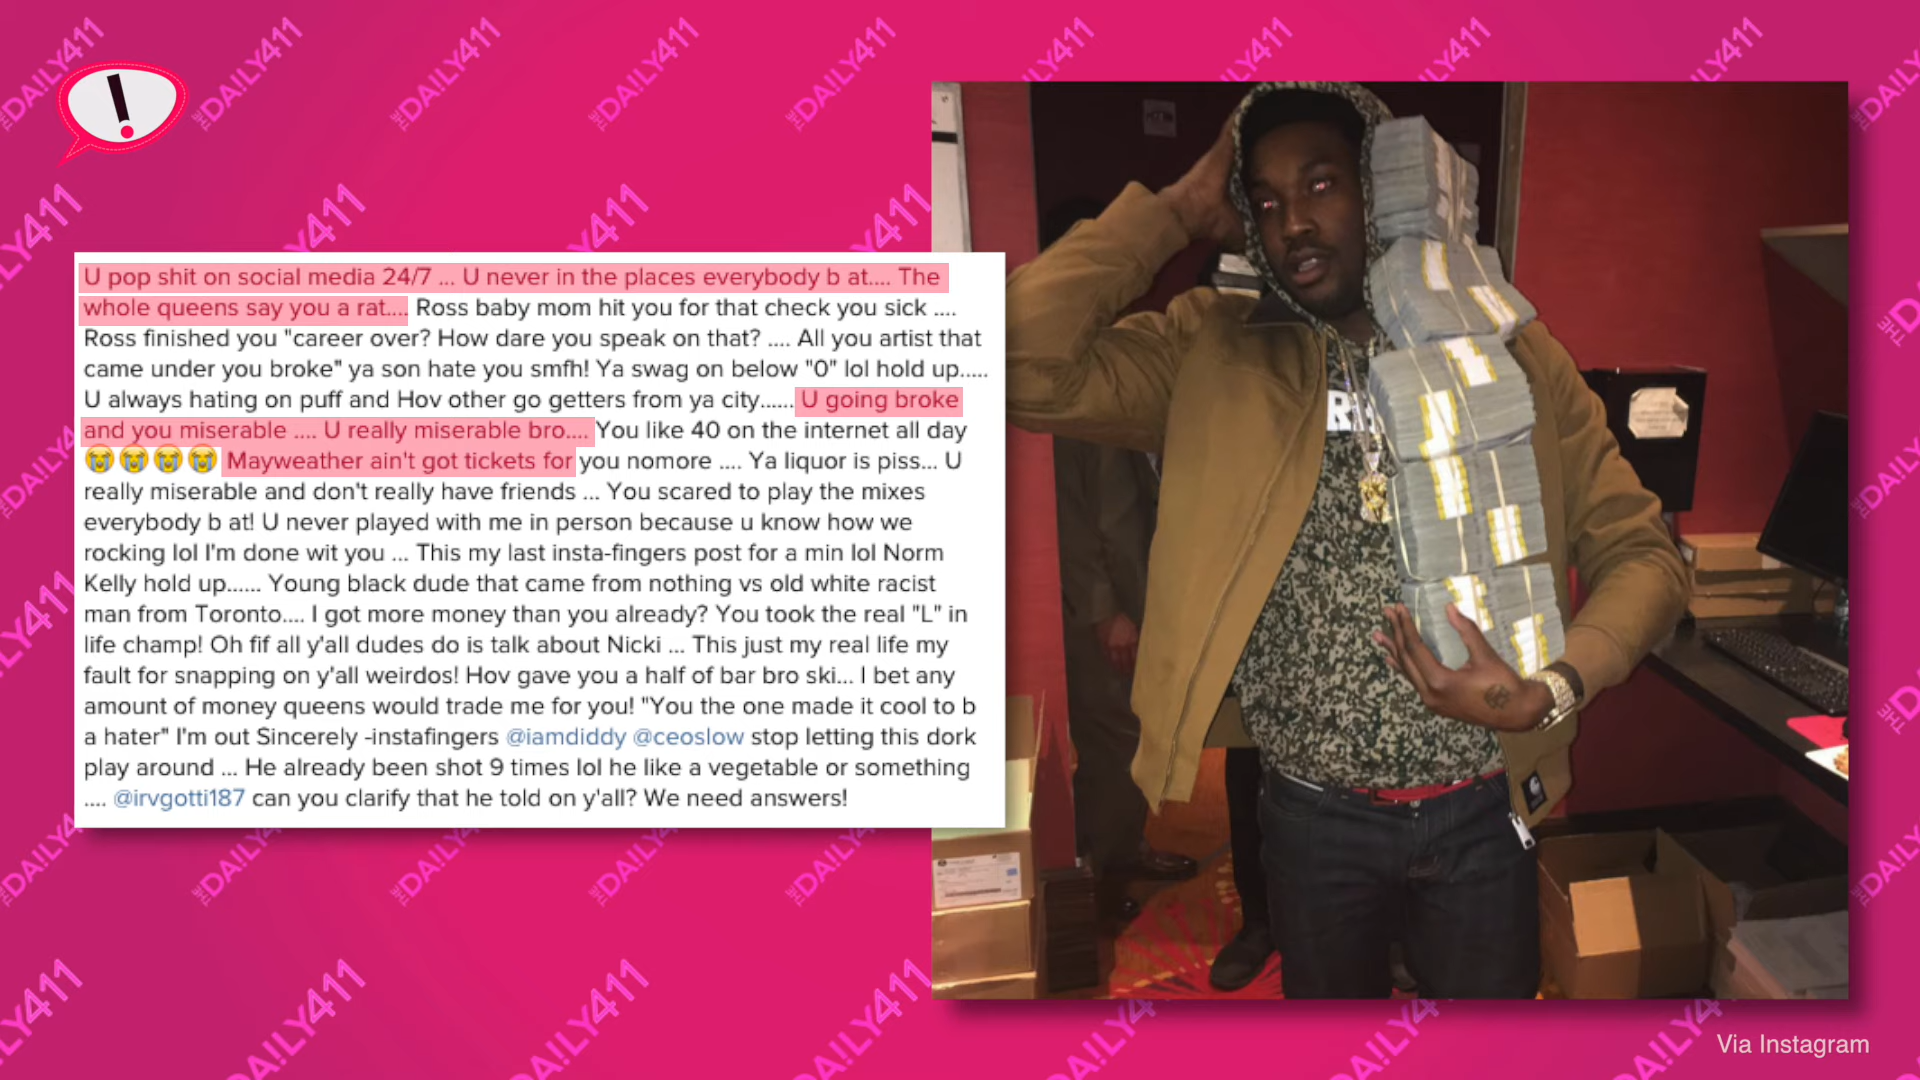 U pop shit on social media 24/7 ... U never in the places everybody b at.... The
whole queens say you a rat.... Ross baby mom hit you for that check you sick ....
Ross finished you "career over? How dare you speak on that? .... All you artist that
came under you broke" ya son hate you smfh! Ya swag on below "0" lol hold up.....
U always hating on puff and Hov other go getters from ya city...... U going broke
and you miserable .... U really miserable bro.... You like 40 on the internet all day
😭😭😭😭 Mayweather ain't got tickets for you nomore .... Ya liquor is piss... U
really miserable and don't really have friends ... You scared to play the mixes
everybody b at! U never played with me in person because u know how we
rocking lol I'm done wit you ... This my last insta-fingers post for a min lol Norm
Kelly hold up...... Young black dude that came from nothing vs old white racist
man from Toronto.... I got more money than you already? You took the real "L" in
life champ! Oh fif all y'all dudes do is talk about Nicki ... This just my real life my
fault for snapping on y'all weirdos! Hov gave you a half of bar bro ski... I bet any
amount of money queens would trade me for you! "You the one made it cool to b
a hater" I'm out Sincerely -instafingers @iamdiddy @ceoslow stop letting this dork
play around ... He already been shot 9 times lol he like a vegetable or something
.... @irvgotti187 can you clarify that he told on y'all? We need answers!
Via Instagram
THE DAILY 411